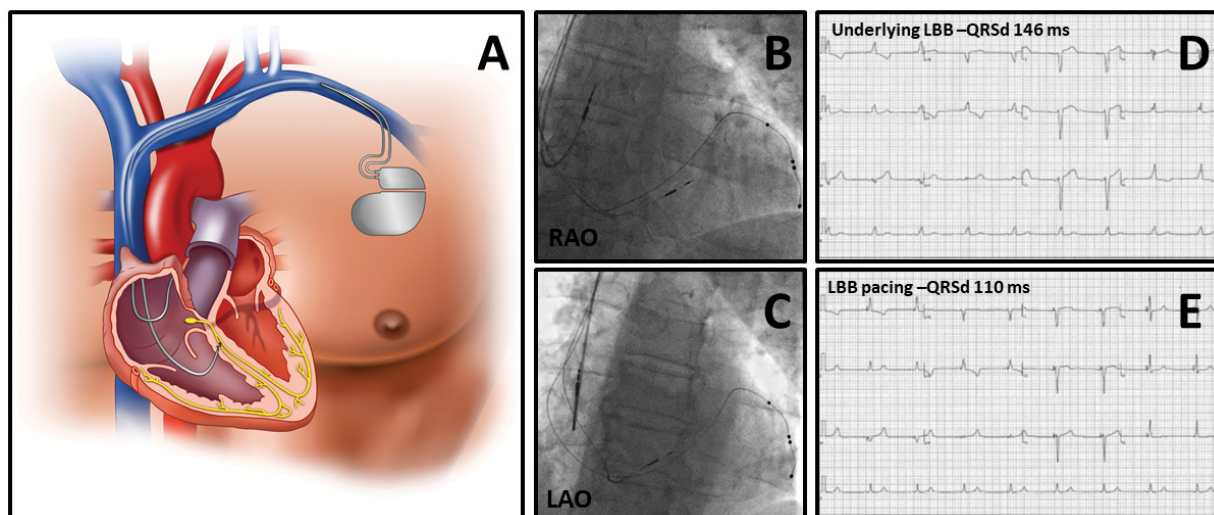 A
B
RAO
C
LAO
Underlying LBB –QRSd 146 ms
D
LBB pacing –QRSd 110 ms
E